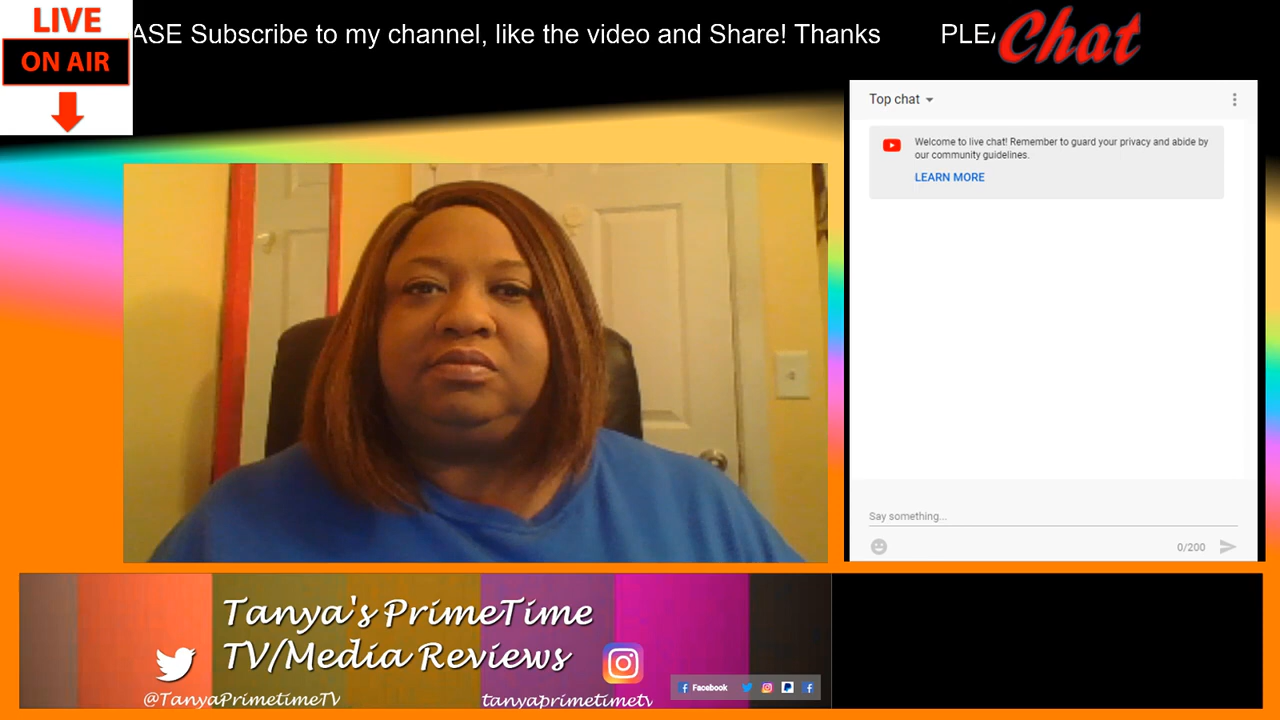 LIVE
ON AIR
ASE Subscribe to my channel, like the video and Share! Thanks PLEA
Chat
Top chat
Welcome to live chat! Remember to guard your privacy and abide by
our community guidelines.
LEARN MORE
Say something...
0/200
Tanya's PrimeTime
TV/Media Reviews
@TanyaPrimetimeTV
tanyaprimetimetv
Facebook